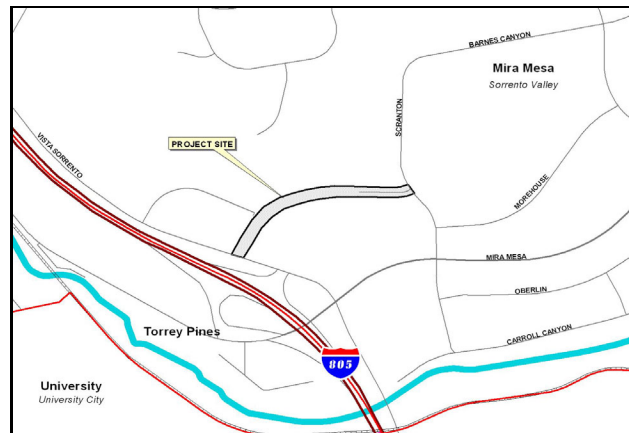 BARNES CANYON
Mira Mesa
Sorrento Valley
SCRANTON
VISTA SORRENTO
PROJECT SITE
MOREHOUSE
MIRA MESA
OBERLIN
Torrey Pines
CARROLL CANYON
805
University
University City